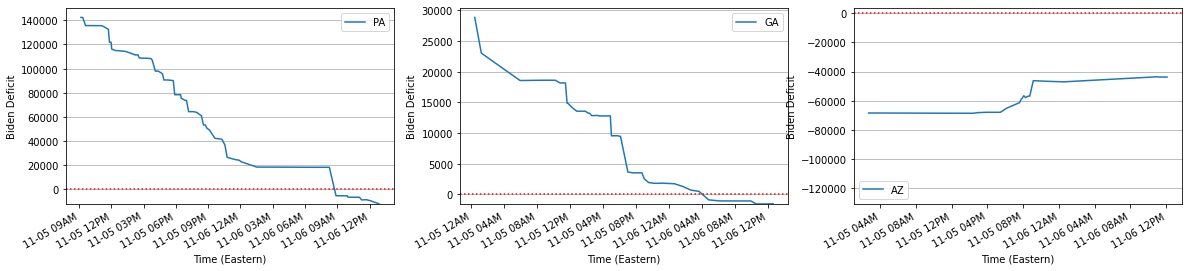 140000
120000
100000
80000
60000
40000
20000
0
Biden Deficit
PA
11-05 09AM
11-05 12PM
11-05 03PM
11-05 06PM
11-05 09PM
11-06 12AM
11-06 03AM
11-06 06AM
11-06 09AM
11-06 12PM
Time (Eastern)
30000
25000
20000
15000
10000
5000
0
Biden Deficit
GA
11-05 12AM
11-05 04AM
11-05 08AM
11-05 12PM
11-05 04PM
11-05 08PM
11-06 12AM
11-06 04AM
11-06 08AM
11-06 12PM
Time (Eastern)
0
−20000
−40000
−60000
−80000
−100000
−120000
Biden Deficit
AZ
11-05 04AM
11-05 08AM
11-05 12PM
11-05 04PM
11-05 08PM
11-06 12AM
11-06 04AM
11-06 08AM
11-06 12PM
Time (Eastern)